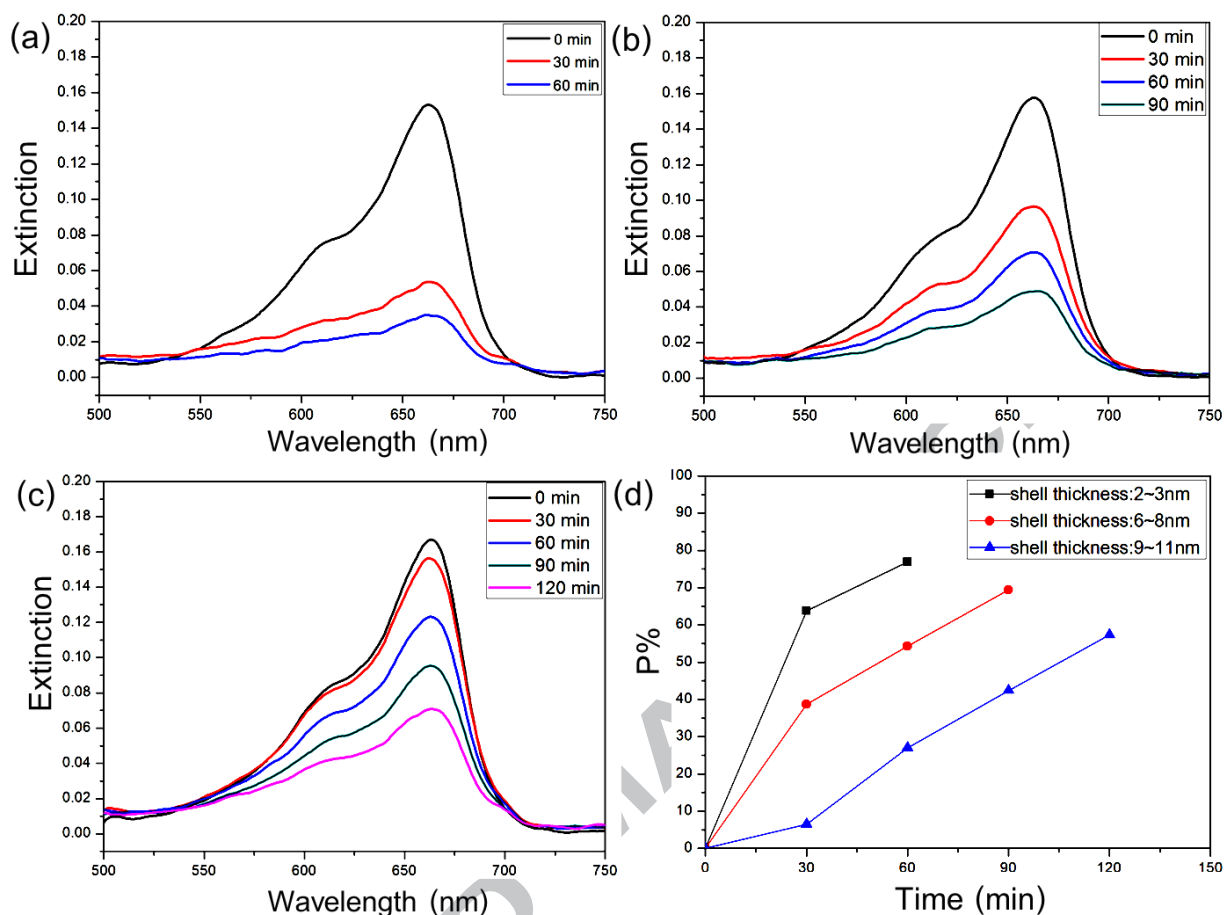 (a)
0.20
0.18
0.16
0.14
0.12
0.10
0.08
0.06
0.04
0.02
0.00
Extinction
0 min
30 min
60 min
500 550 600 650 700 750
Wavelength (nm)
(b)
0.20
0.18
0.16
0.14
0.12
0.10
0.08
0.06
0.04
0.02
0.00
Extinction
0 min
30 min
60 min
90 min
500 550 600 650 700 750
Wavelength (nm)
(c)
0.20
0.18
0.16
0.14
0.12
0.10
0.08
0.06
0.04
0.02
0.00
Extinction
0 min
30 min
60 min
90 min
120 min
500 550 600 650 700 750
Wavelength (nm)
(d)
100
90
80
70
60
50
40
30
20
10
0
P%
shell thickness:2~3nm
shell thickness:6~8nm
shell thickness:9~11nm
0 30 60 90 120 150
Time (min)